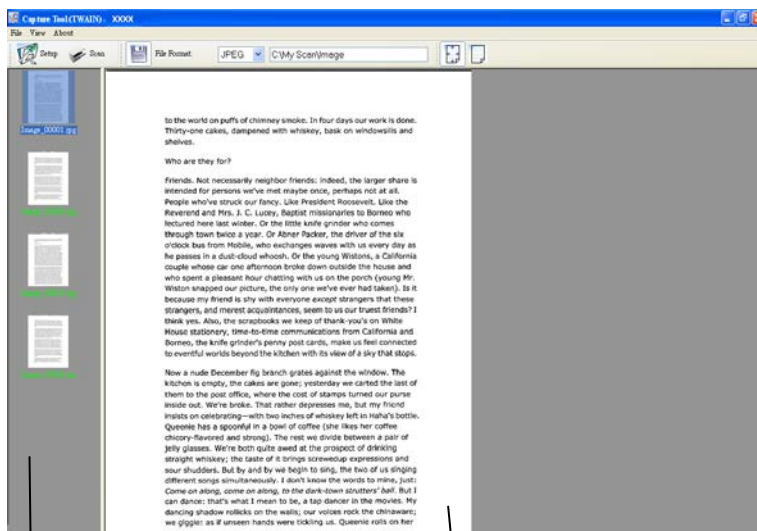 Capture Tool(TWAIN) - XXXX
File View About
Setup Scan File Format: JPEG C:\My Scan\Image
Image_00001.jpg
to the world on puffs of chimney smoke. In four days our work is done.
Thirty-one cakes, dampened with whiskey, bask on windowsills and
shelves.
Who are they for?
Friends. Not necessarily neighbor friends: indeed, the larger share is
intended for persons we've met maybe once, perhaps not at all.
People who've struck our fancy. Like President Roosevelt. Like the
Reverend and Mrs. J. C. Lucey, Baptist missionaries to Borneo who
lectured here last winter. Or the little knife grinder who comes
through town twice a year. Or Abner Packer, the driver of the six
o'clock bus from Mobile, who exchanges waves with us every day as
he passes in a dust-cloud whoosh. Or the young Wistons, a California
couple whose car one afternoon broke down outside the house and
who spent a pleasant hour chatting with us on the porch (young Mr.
Wiston snapped our picture, the only one we've ever had taken). Is it
because my friend is shy with everyone except strangers that these
strangers, and merest acquaintances, seem to us our truest friends? I
think yes. Also, the scrapbooks we keep of thank-you's on White
House stationery, time-to-time communications from California and
Borneo, the knife grinder's penny post cards, make us feel connected
to eventful worlds beyond the kitchen with its view of a sky that stops.
Now a nude December fig branch grates against the window. The
kitchen is empty, the cakes are gone; yesterday we carted the last of
them to the post office, where the cost of stamps turned our purse
inside out. We're broke. That rather depresses me, but my friend
insists on celebrating—with two inches of whiskey left in Haha's bottle.
Queenie has a spoonful in a bowl of coffee (she likes her coffee
chicory-flavored and strong). The rest we divide between a pair of
jelly glasses. We're both quite awed at the prospect of drinking
straight whiskey; the taste of it brings screwedup expressions and
sour shudders. But by and by we begin to sing, the two of us singing
different songs simultaneously. I don't know the words to mine, just:
Come on along, come on along, to the dark-town strutters' ball. But I
can dance: that's what I mean to be, a tap dancer in the movies. My
dancing shadow rollicks on the walls; our voices rock the chinaware;
we giggle: as if unseen hands were tickling us. Queenie rolls on her